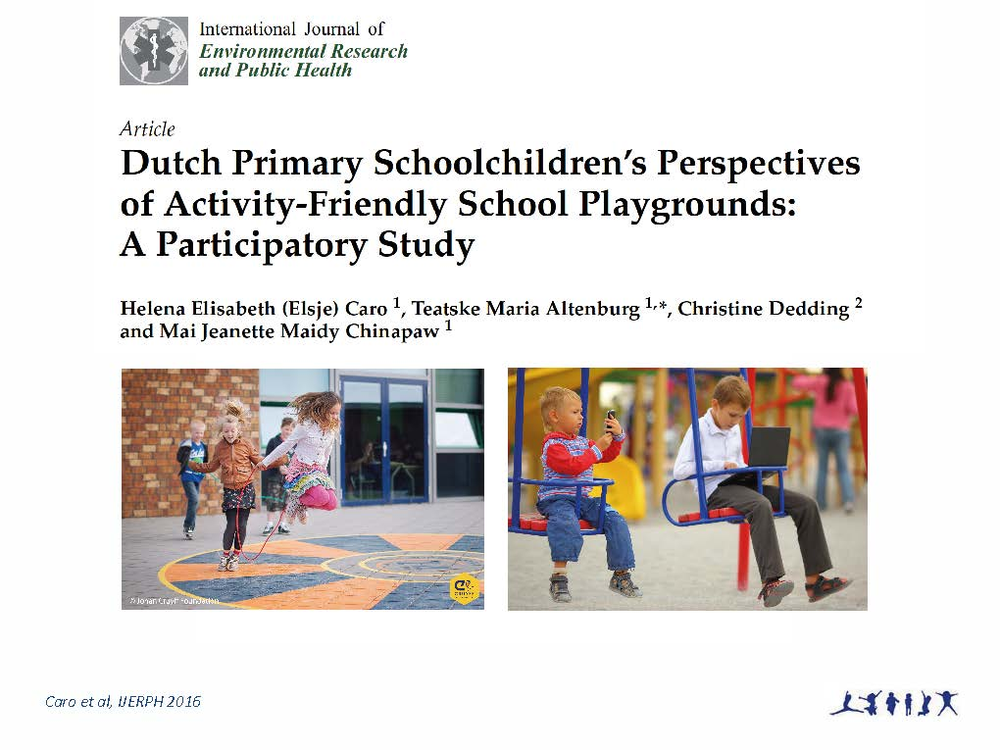 International Journal of
Environmental Research
and Public Health
Article
Dutch Primary Schoolchildren's Perspectives
of Activity-Friendly School Playgrounds:
A Participatory Study
Helena Elisabeth (Elsje) Caro 1, Teatske Maria Altenburg 1,*, Christine Dedding 2
and Mai Jeanette Maidy Chinapaw 1
© Johan Cruyff Foundation
CRUYFF
Caro et al, IJERPH 2016